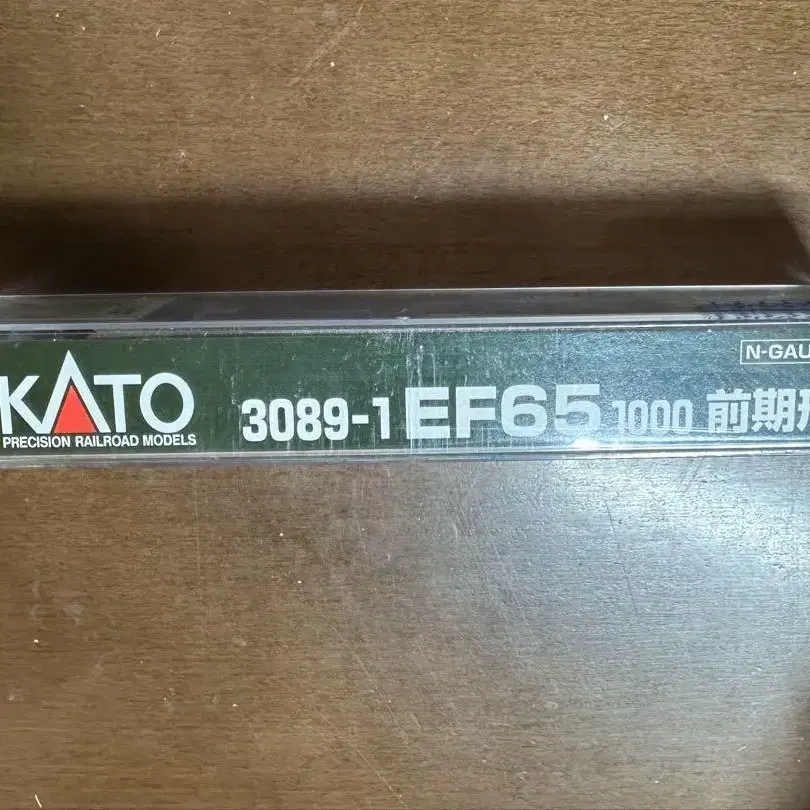 KATO
PRECISION RAILROAD MODELS
3089-1 EF65 1000 前期
N-GAU